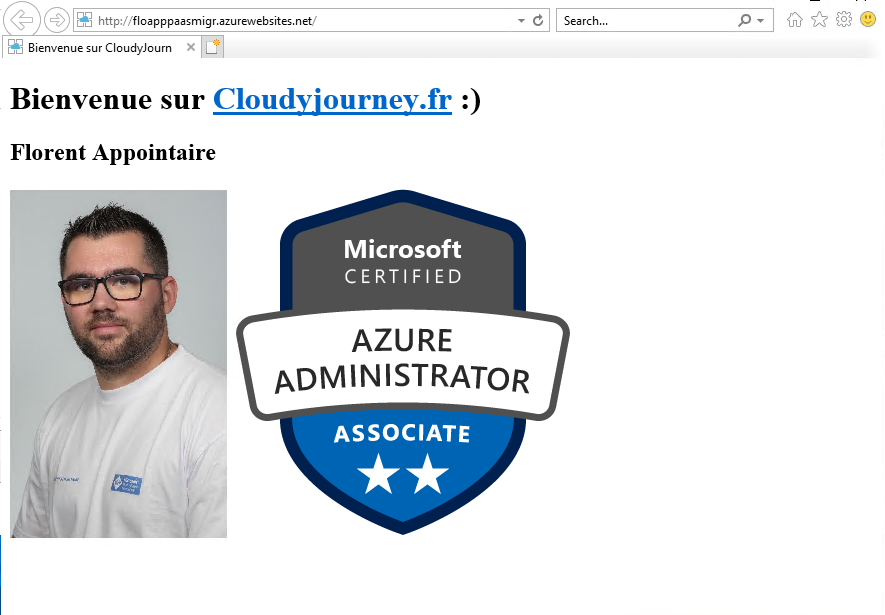 http://floapppaasmigr.azurewebsites.net/
Search...
Bienvenue sur CloudyJourn
Bienvenue sur Cloudyjourney.fr :)
Florent Appointaire
Microsoft
CERTIFIED
AZURE
ADMINISTRATOR
ASSOCIATE